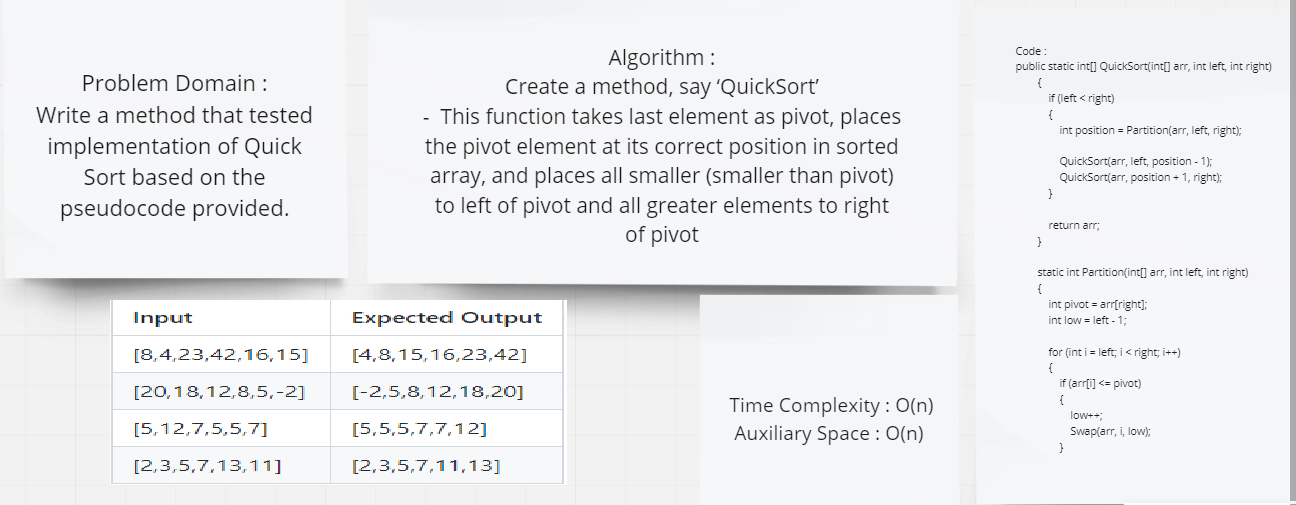 Problem Domain :
Write a method that tested
implementation of Quick
Sort based on the
pseudocode provided.
Algorithm :
Create a method, say ‘QuickSort’
- This function takes last element as pivot, places
the pivot element at its correct position in sorted
array, and places all smaller (smaller than pivot)
to left of pivot and all greater elements to right
of pivot
Input Expected Output
[8,4,23,42,16,15] [4,8,15,16,23,42]
[20,18,12,8,5,-2] [-2,5,8,12,18,20]
[5,12,7,5,5,7] [5,5,5,7,7,12]
[2,3,5,7,13,11] [2,3,5,7,11,13]
Time Complexity : O(n)
Auxiliary Space : O(n)
Code :
public static int[] QuickSort(int[] arr, int left, int right)
{
if (left < right)
{
int position = Partition(arr, left, right);
QuickSort(arr, left, position - 1);
QuickSort(arr, position + 1, right);
}
return arr;
}
static int Partition(int[] arr, int left, int right)
{
int pivot = arr[right];
int low = left - 1;
for (int i = left; i < right; i++)
{
if (arr[i] <= pivot)
{
low++;
Swap(arr, i, low);
}